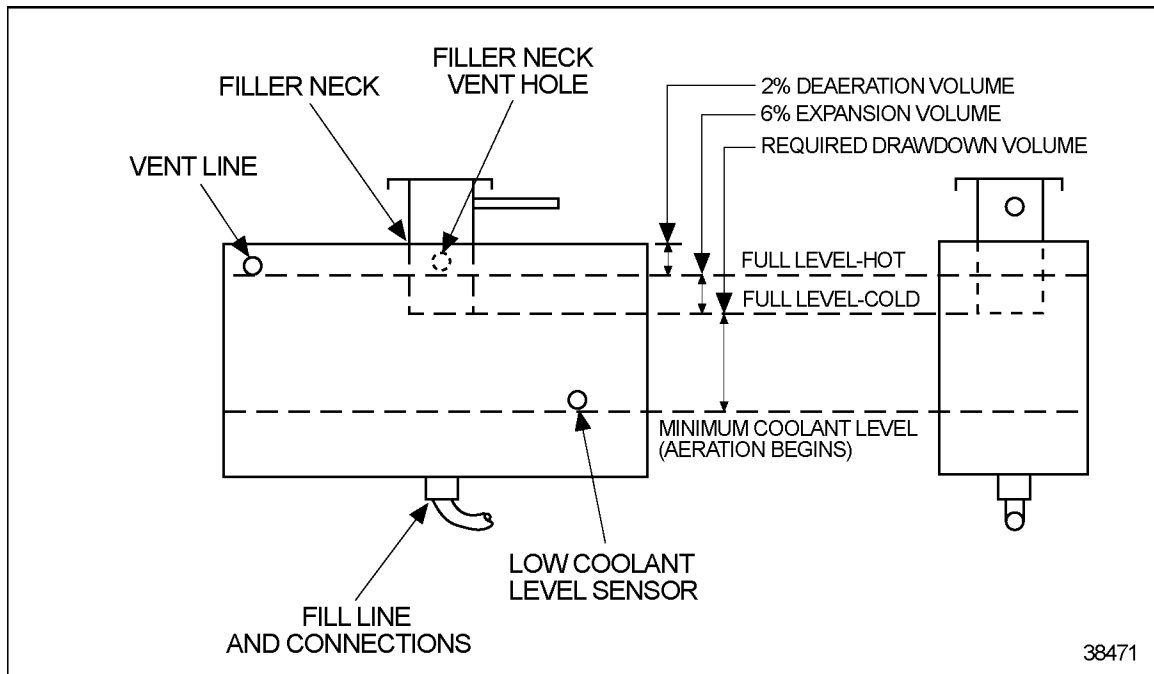 FILLER NECK
FILLER NECK
VENT HOLE
VENT LINE
2% DEAERATION VOLUME
6% EXPANSION VOLUME
REQUIRED DRAWDOWN VOLUME
FULL LEVEL-HOT
FULL LEVEL-COLD
MINIMUM COOLANT LEVEL
(AERATION BEGINS)
LOW COOLANT
LEVEL SENSOR
FILL LINE
AND CONNECTIONS
38471